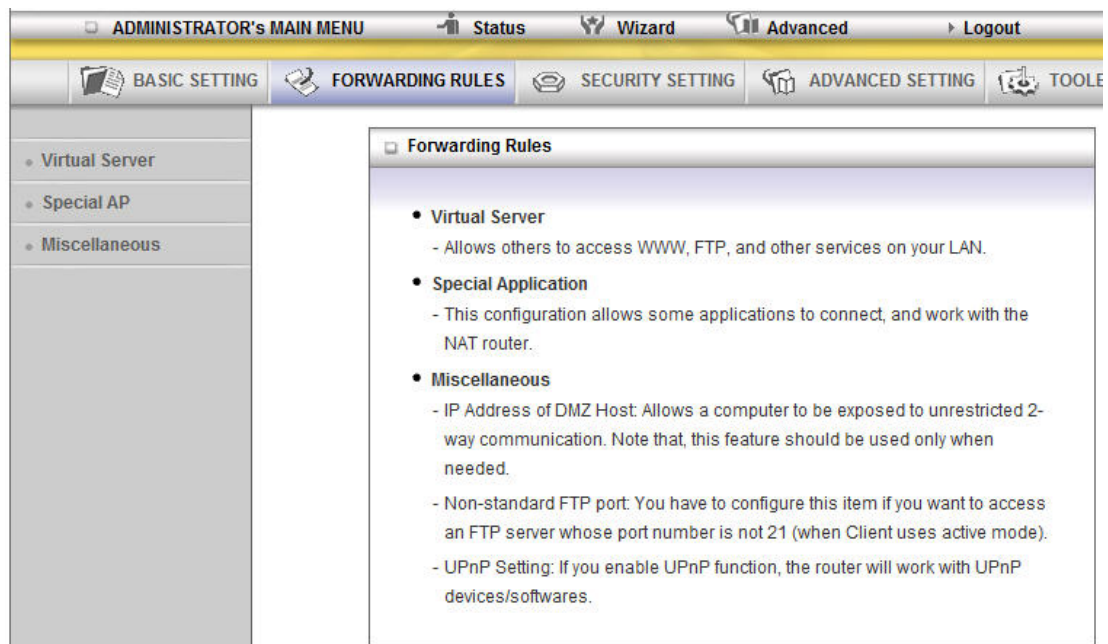 ADMINISTRATOR's MAIN MENU Status Wizard Advanced Logout
BASIC SETTING FORWARDING RULES SECURITY SETTING ADVANCED SETTING TOOLE
Virtual Server
Special AP
Miscellaneous
Forwarding Rules
Virtual Server
- Allows others to access WWW, FTP, and other services on your LAN.
Special Application
- This configuration allows some applications to connect, and work with the
NAT router.
Miscellaneous
- IP Address of DMZ Host: Allows a computer to be exposed to unrestricted 2-
way communication. Note that, this feature should be used only when
needed.
- Non-standard FTP port: You have to configure this item if you want to access
an FTP server whose port number is not 21 (when Client uses active mode).
- UPnP Setting: If you enable UPnP function, the router will work with UPnP
devices/softwares.